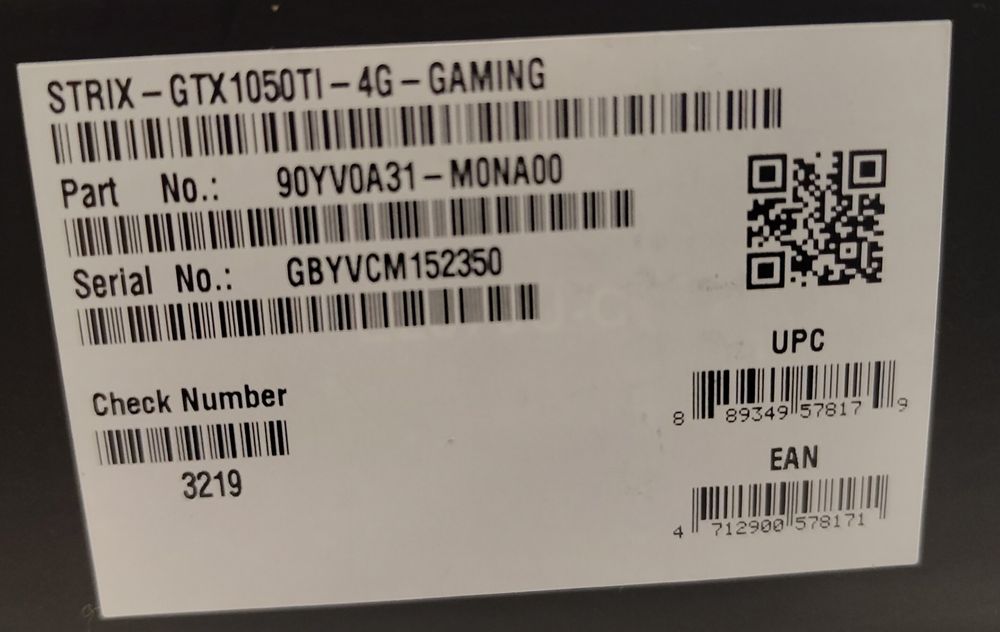 STRIX-GTX1050TI-4G-GAMING
Part No.: 90YV0A31-M0NA00
Serial No.: GBYVCM152350
Check Number
3219
UPC
8 89349 57817 9
EAN
4 712900 578171